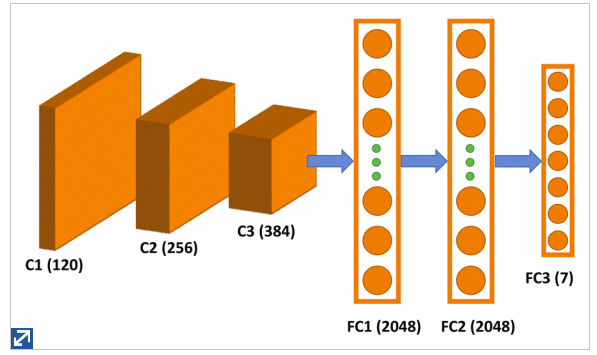 C1 (120)
C2 (256)
C3 (384)
FC1 (2048)
FC2 (2048)
FC3 (7)